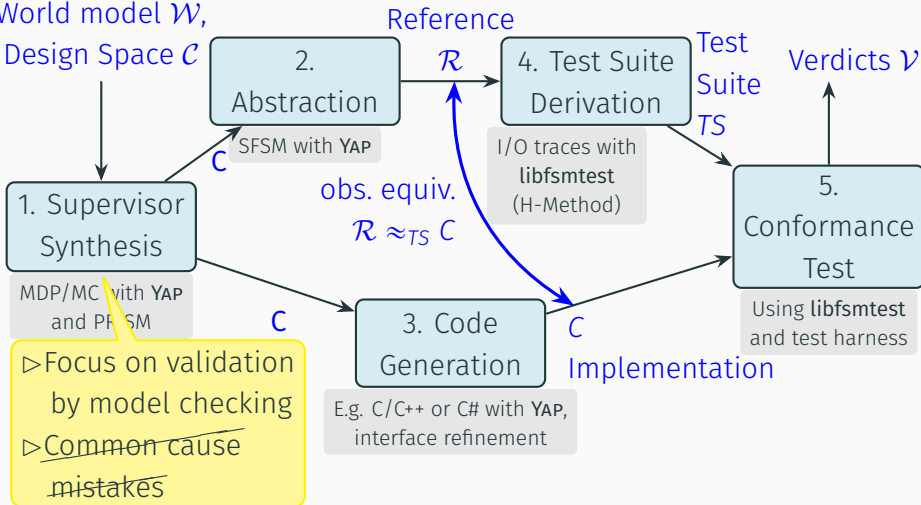 World model 𝒲,
Design Space 𝒞
Reference
ℛ
2.
Abstraction
SFSM with YAP
C
4. Test Suite
Derivation
I/O traces with
libfsmtest
(H-Method)
Test
Suite
TS
Verdicts 𝒱
1. Supervisor
Synthesis
MDP/MC with YAP
and PRISM
obs. equiv.
ℛ ≈TS C
5.
Conformance
Test
Using libfsmtest
and test harness
C
3. Code
Generation
E.g. C/C++ or C# with YAP,
interface refinement
C
Implementation
▷Focus on validation
by model checking
▷Common cause
mistakes